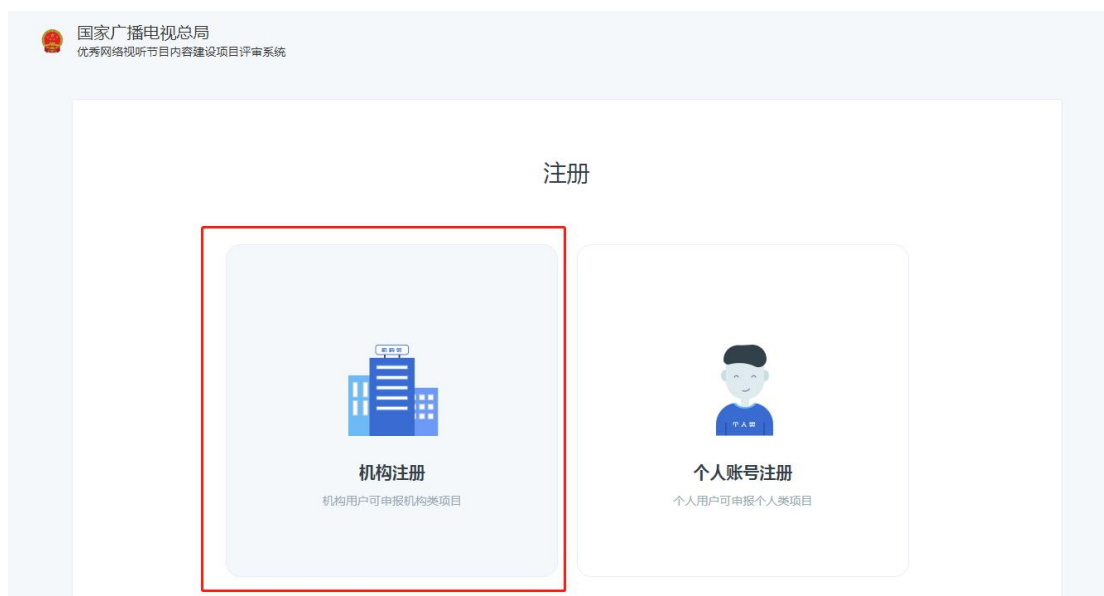 国家广播电视总局
优秀网络视听节目内容建设项目评审系统
注册
机构注册
机构用户可申报机构类项目
个人账号注册
个人用户可申报个人类项目